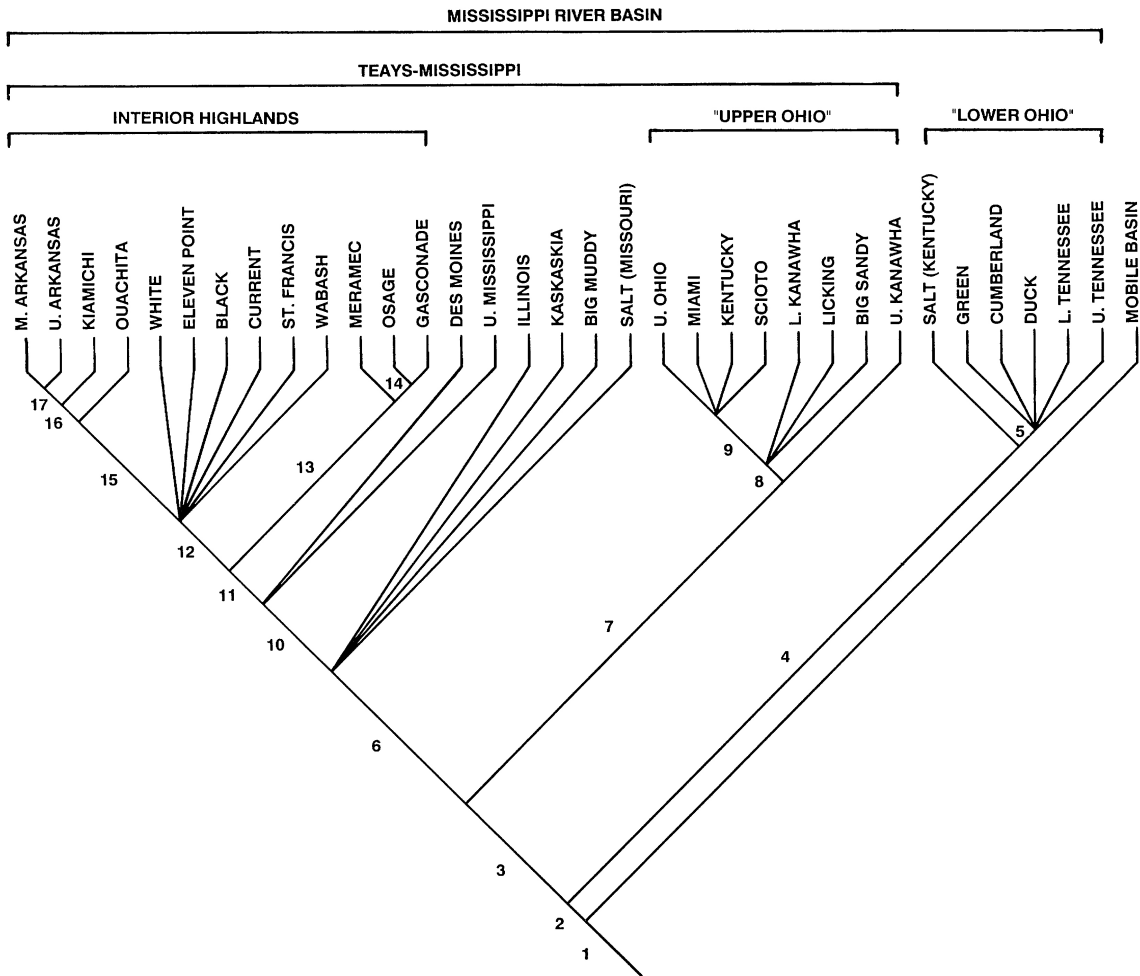 MISSISSIPPI RIVER BASIN
TEAYS-MISSISSIPPI
INTERIOR HIGHLANDS
"UPPER OHIO"
"LOWER OHIO"
M. ARKANSAS
U. ARKANSAS
KIAMICHI
OUACHITA
WHITE
ELEVEN POINT
BLACK
CURRENT
ST. FRANCIS
WABASH
MERAMEC
OSAGE
GASCONADE
DES MOINES
U. MISSISSIPPI
ILLINOIS
KASKASKIA
BIG MUDDY
SALT (MISSOURI)
U. OHIO
MIAMI
KENTUCKY
SCIOTO
L. KANAWHA
LICKING
BIG SANDY
U. KANAWHA
SALT (KENTUCKY)
GREEN
CUMBERLAND
DUCK
L. TENNESSEE
U. TENNESSEE
MOBILE BASIN
14
17
16
5
9
13
15
8
12
11
7
10
4
6
3
2
1